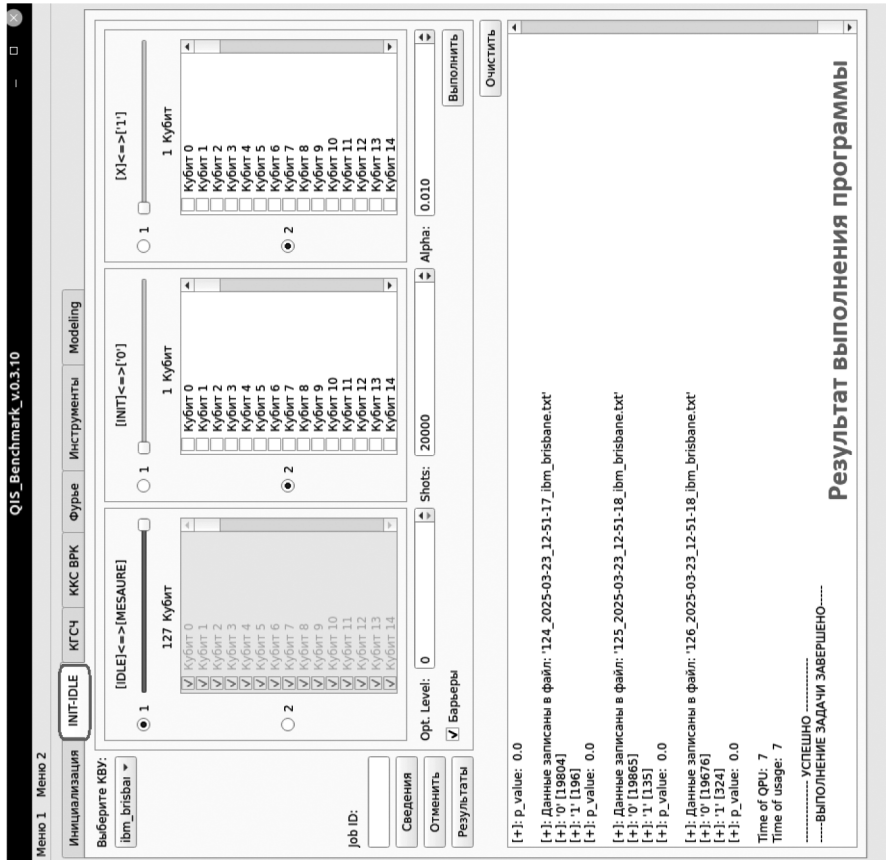 QIS_Benchmark_v.0.3.10
Меню 1 Меню 2
Инициализация INIT-IDLE КГСЧ ККС ВРК Фурье Инструменты Modeling
Выберите КВУ:
ibm_brisbai
Job ID:
Сведения
Отменить
Результаты
[IDLE]<=>[MESAURE]
1
127 Кубит
2
Кубит 0
Кубит 1
Кубит 2
Кубит 3
Кубит 4
Кубит 5
Кубит 6
Кубит 7
Кубит 8
Кубит 9
Кубит 10
Кубит 11
Кубит 12
Кубит 13
Кубит 14
[INIT]<=>['0']
1
1 Кубит
2
Кубит 0
Кубит 1
Кубит 2
Кубит 3
Кубит 4
Кубит 5
Кубит 6
Кубит 7
Кубит 8
Кубит 9
Кубит 10
Кубит 11
Кубит 12
Кубит 13
Кубит 14
[X]<=>['1']
1
1 Кубит
2
Кубит 0
Кубит 1
Кубит 2
Кубит 3
Кубит 4
Кубит 5
Кубит 6
Кубит 7
Кубит 8
Кубит 9
Кубит 10
Кубит 11
Кубит 12
Кубит 13
Кубит 14
Opt. Level: 0 Shots: 20000 Alpha: 0.010
Барьеры Выполнить
Очистить
[+]: p_value: 0.0
[+]: Данные записаны в файл: '124_2025-03-23_12-51-17_ibm_brisbane.txt'
[+]: '0' [19804]
[+]: '1' [196]
[+]: p_value: 0.0
[+]: Данные записаны в файл: '125_2025-03-23_12-51-18_ibm_brisbane.txt'
[+]: '0' [19865]
[+]: '1' [135]
[+]: p_value: 0.0
[+]: Данные записаны в файл: '126_2025-03-23_12-51-18_ibm_brisbane.txt'
[+]: '0' [19676]
[+]: '1' [324]
[+]: p_value: 0.0
Time of QPU: 7
Time of usage: 7
--------------- УСПЕШНО ---------------
-----ВЫПОЛНЕНИЕ ЗАДАЧИ ЗАВЕРШЕНО-----
Результат выполнения программы